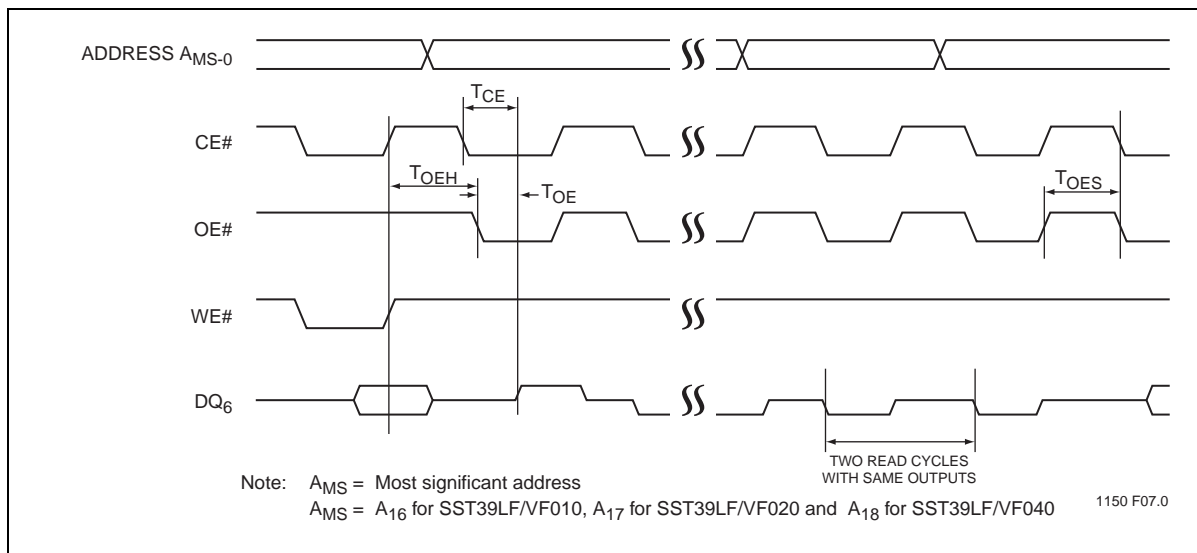 ADDRESS AMS-0
TCE
CE#
TOEH
TOE
TOES
OE#
WE#
DQ6
TWO READ CYCLES
WITH SAME OUTPUTS
Note: AMS = Most significant address
AMS = A16 for SST39LF/VF010, A17 for SST39LF/VF020 and A18 for SST39LF/VF040
1150 F07.0